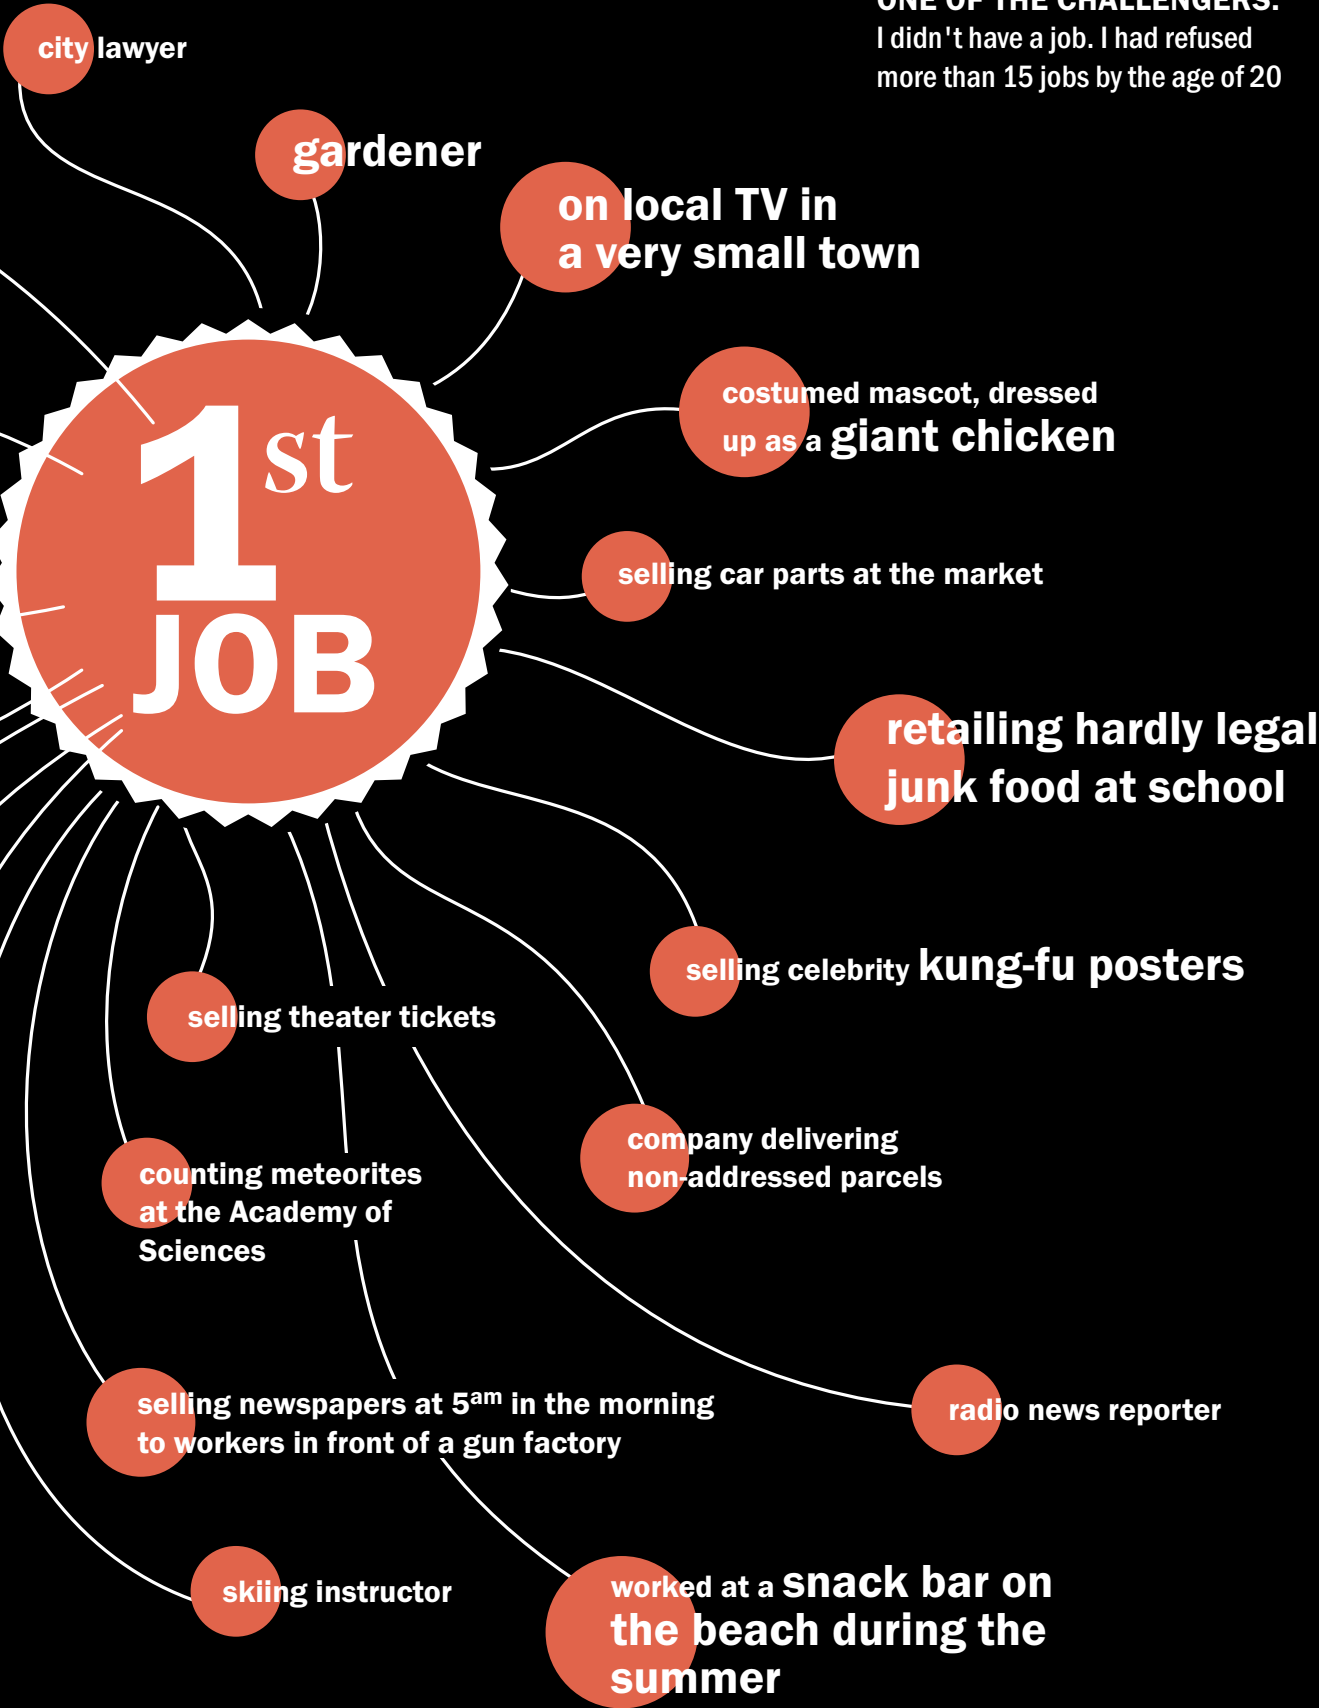 ONE OF THE CHALLENGERS:
I didn't have a job. I had refused
more than 15 jobs by the age of 20
city lawyer
gardener
on local TV in
a very small town
costumed mascot, dressed
up as a giant chicken
1st
JOB
selling car parts at the market
retailing hardly legal
junk food at school
selling celebrity kung-fu posters
selling theater tickets
company delivering
non-addressed parcels
counting meteorites
at the Academy of
Sciences
selling newspapers at 5am in the morning
to workers in front of a gun factory
radio news reporter
skiing instructor
worked at a snack bar on
the beach during the
summer